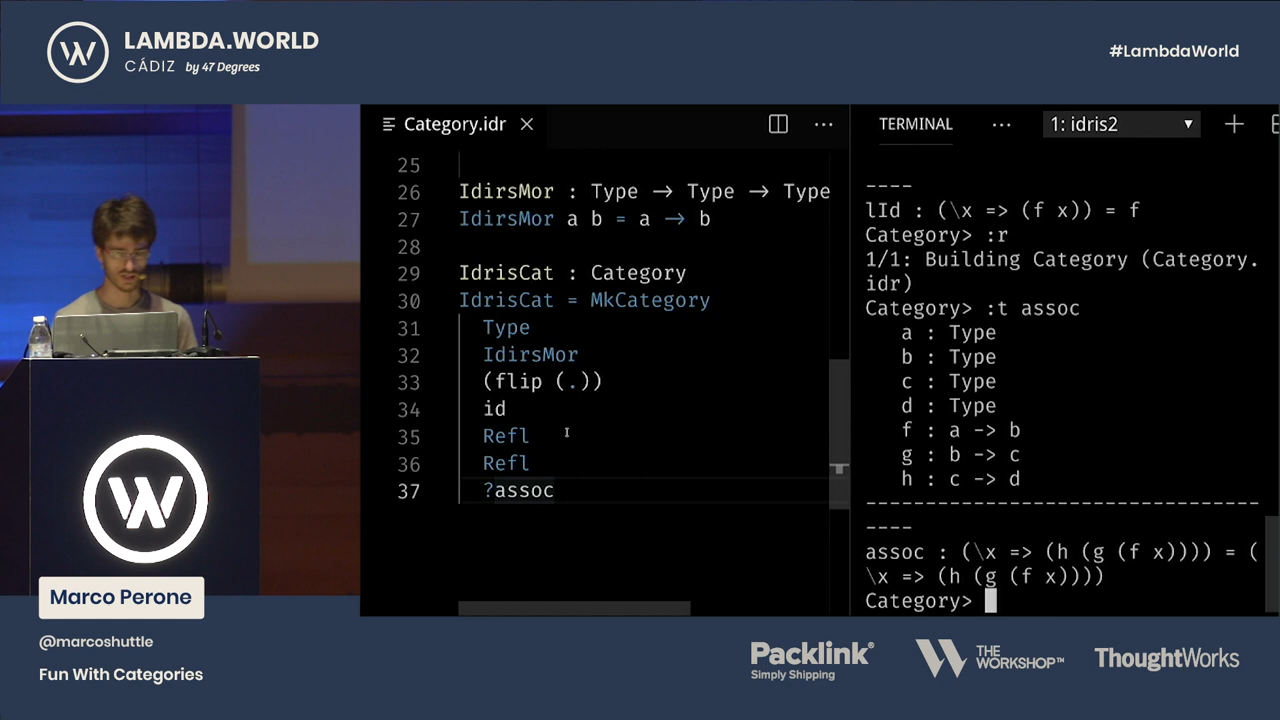 LAMBDA.WORLD
CÁDIZ by 47 Degrees
#LambdaWorld
Category.idr
25
26 IdirsMor : Type → Type → Type
27 IdirsMor a b = a → b
28
29 IdrisCat : Category
30 IdrisCat = MkCategory
31 Type
32 IdirsMor
33 (flip (.))
34 id
35 Refl
36 Refl
37 ?assoc
TERMINAL
1: idris2
----
lId : (\x => (f x)) = f
Category> :r
1/1: Building Category (Category.
idr)
Category> :t assoc
a : Type
b : Type
c : Type
d : Type
f : a -> b
g : b -> c
h : c -> d
---------------------------------
----
assoc : (\x => (h (g (f x)))) = (
\x => (h (g (f x))))
Category>
Marco Perone
@marcoshuttle
Fun With Categories
Packlink
Simply Shipping
THE
WORKSHOP™
ThoughtWorks